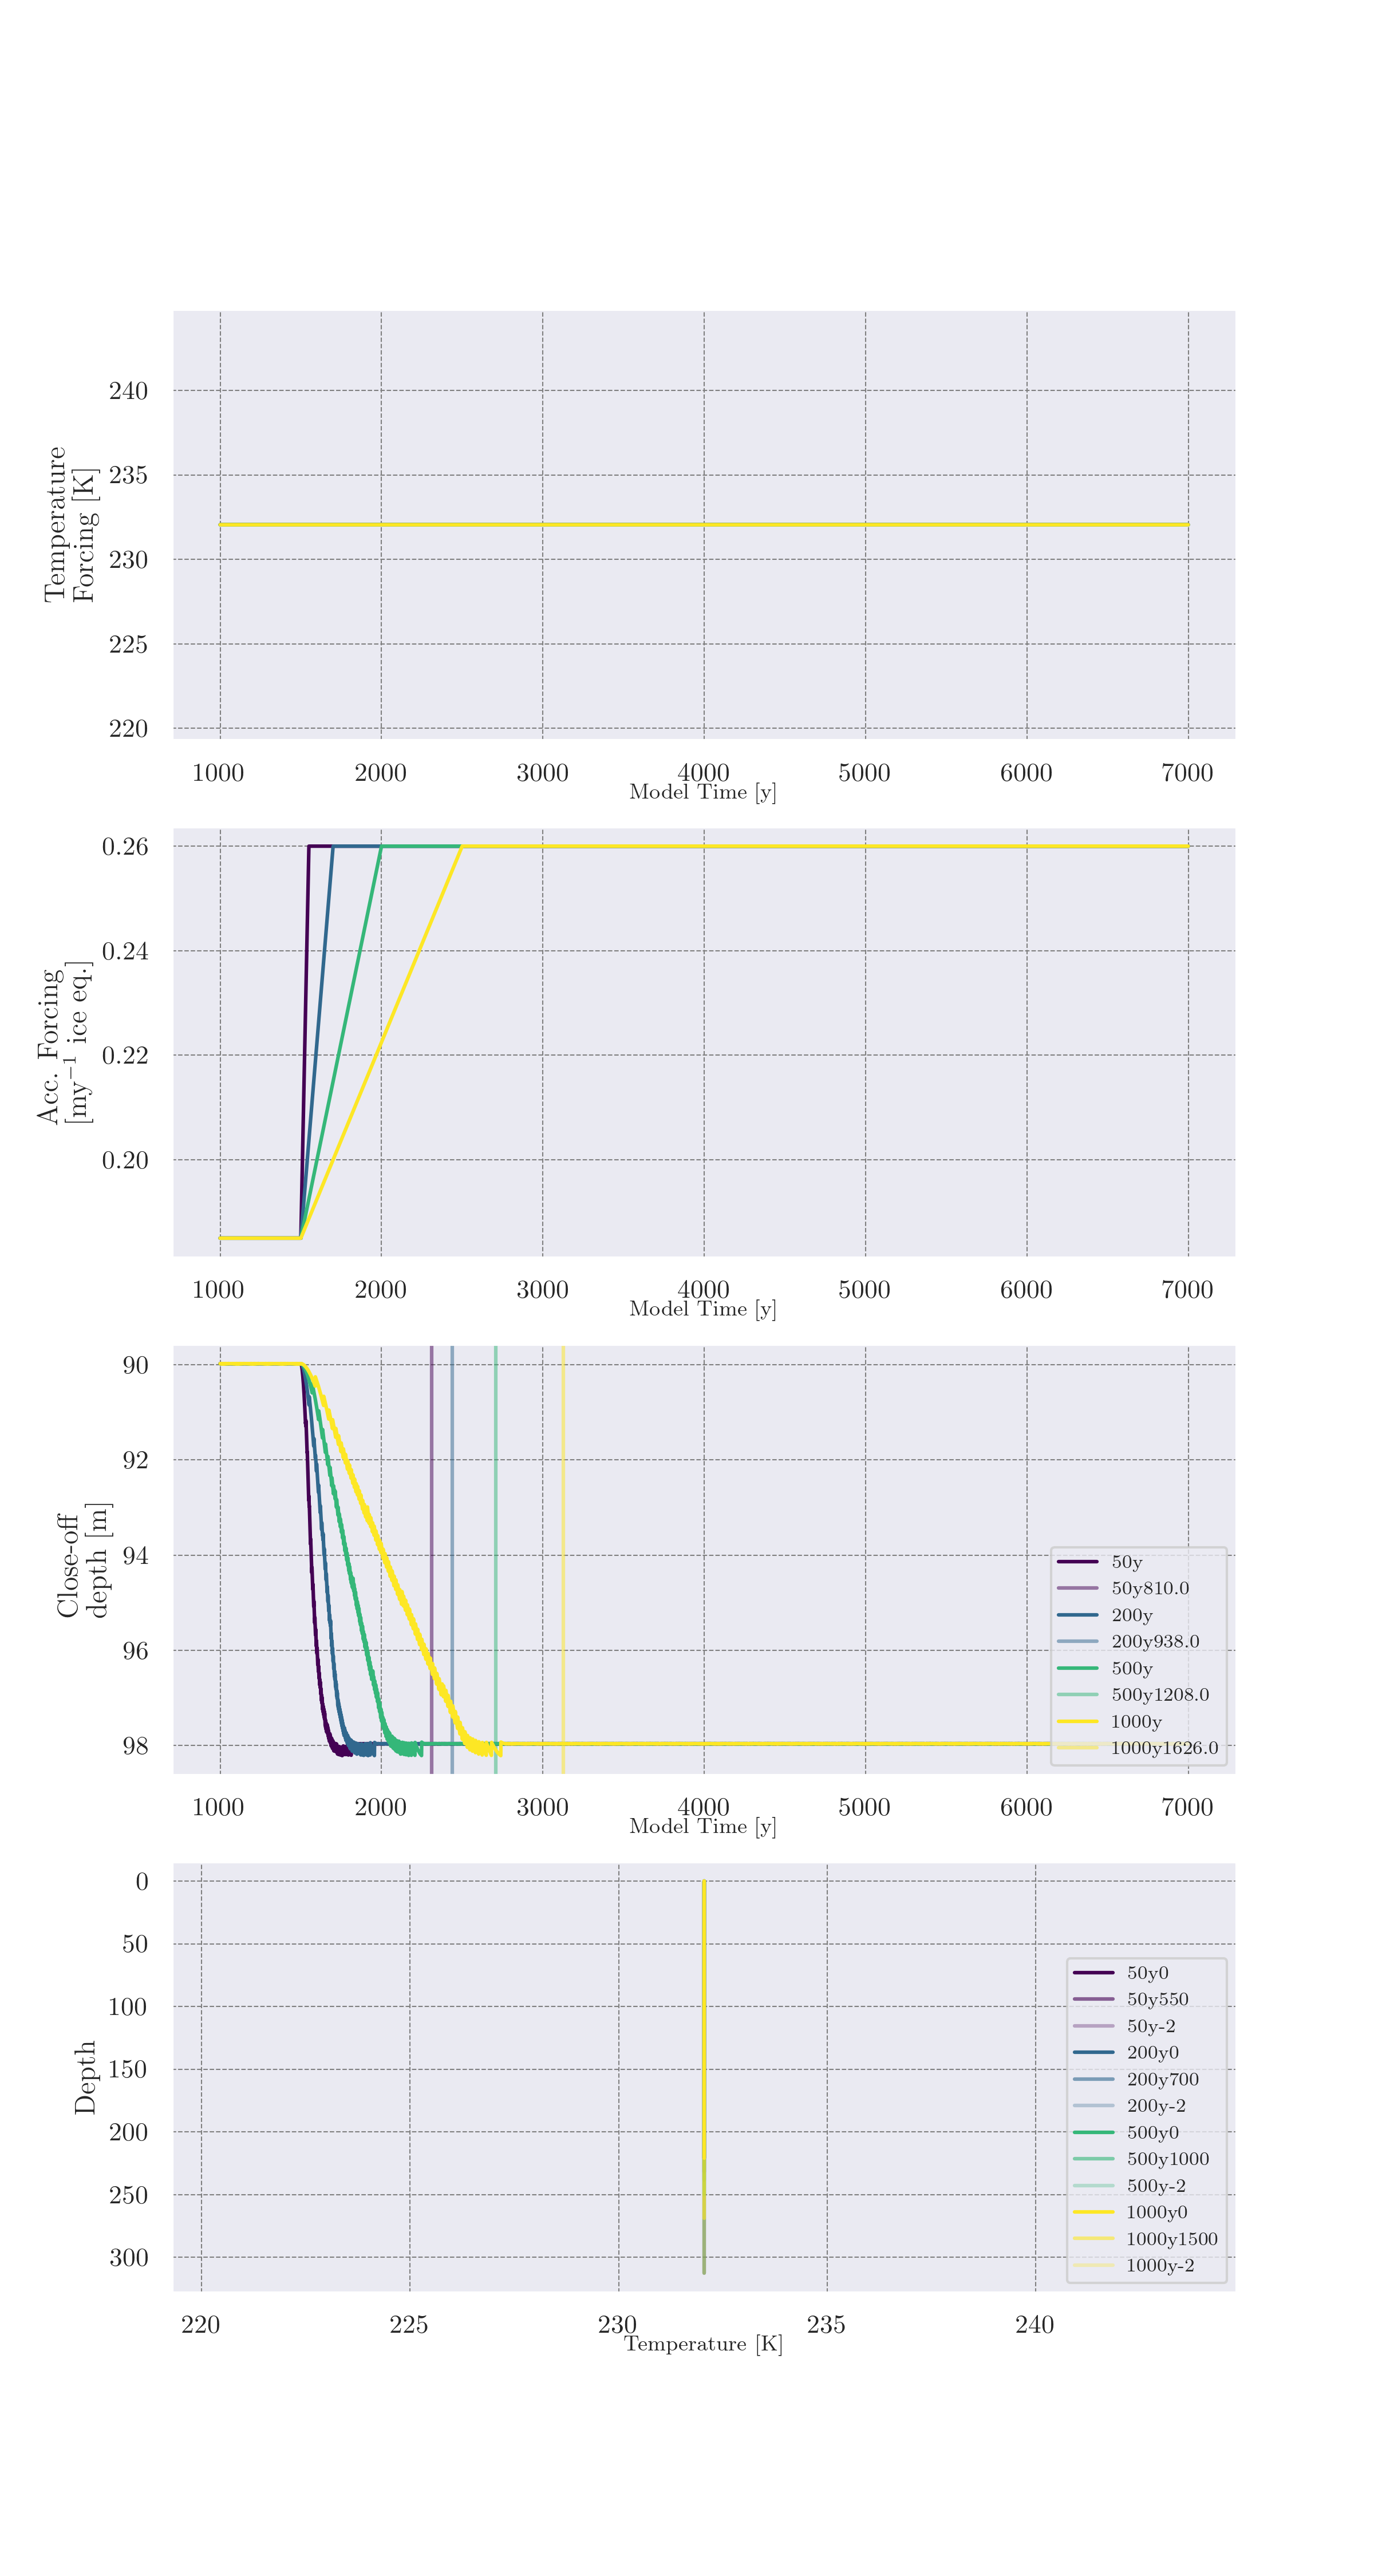 240
235
230
225
220
Temperature
Forcing [K]
1000 2000 3000 4000 5000 6000 7000
Model Time [y]
0.26
0.24
0.22
0.20
Acc. Forcing
[my⁻¹ ice eq.]
1000 2000 3000 4000 5000 6000 7000
Model Time [y]
90
92
94
96
98
Close-off
depth [m]
50y
50y810.0
200y
200y938.0
500y
500y1208.0
1000y
1000y1626.0
1000 2000 3000 4000 5000 6000 7000
Model Time [y]
0
50
100
150
200
250
300
Depth
50y0
50y550
50y-2
200y0
200y700
200y-2
500y0
500y1000
500y-2
1000y0
1000y1500
1000y-2
220 225 230 235 240
Temperature [K]